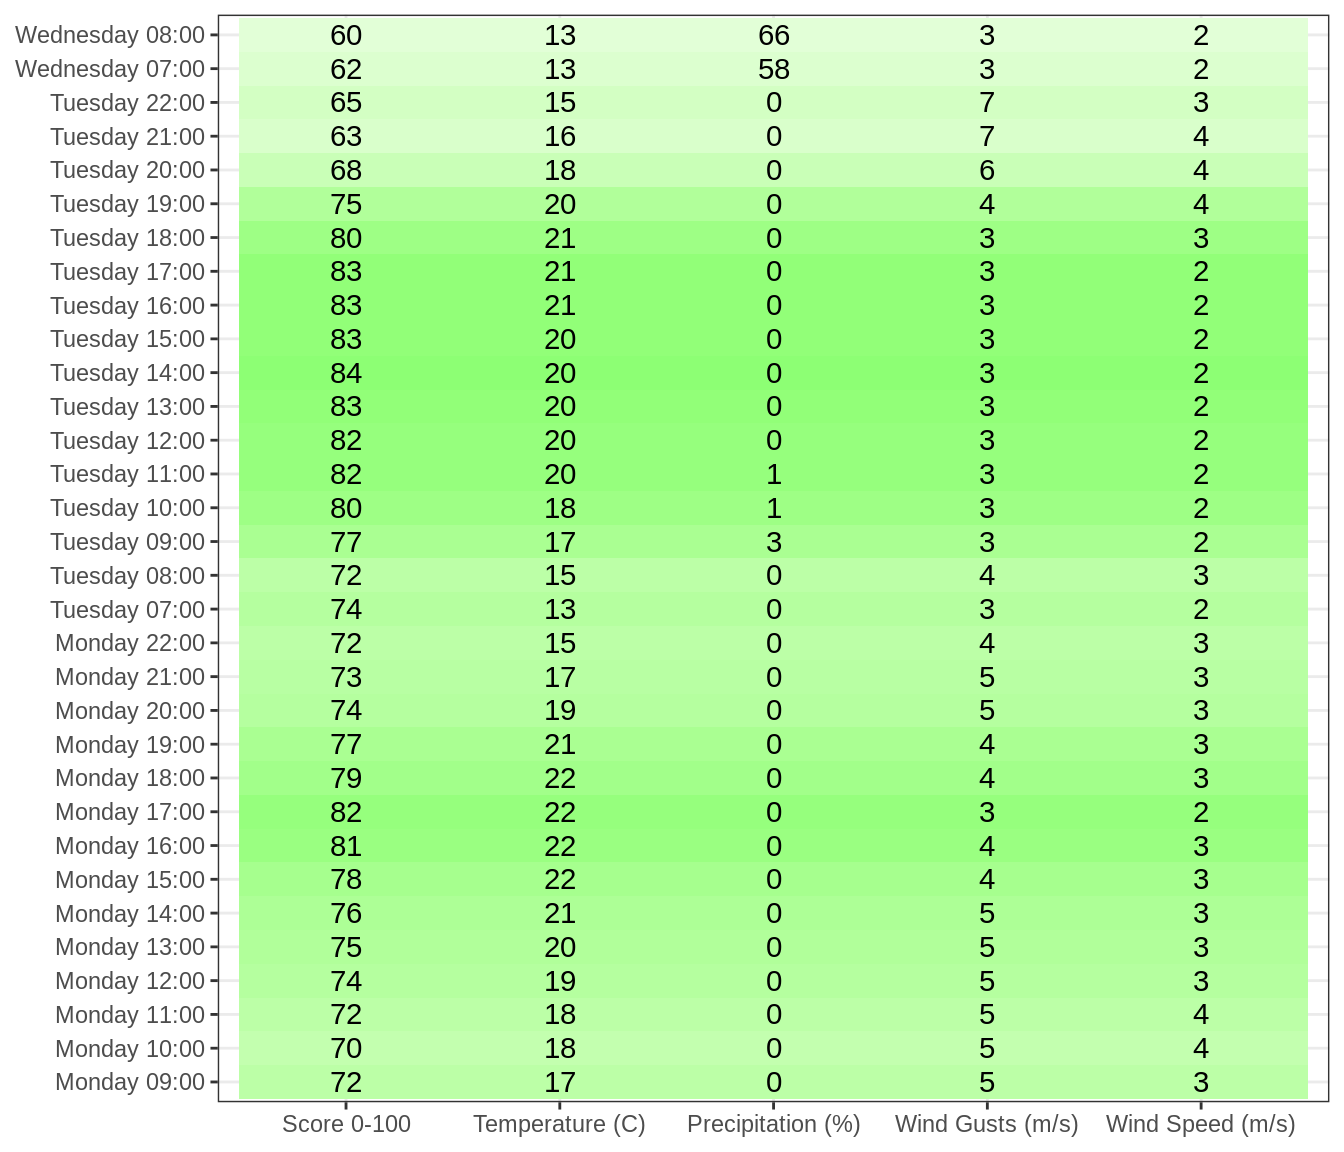 Wednesday 08:00 60 13 66 3 2
Wednesday 07:00 62 13 58 3 2
Tuesday 22:00 65 15 0 7 3
Tuesday 21:00 63 16 0 7 4
Tuesday 20:00 68 18 0 6 4
Tuesday 19:00 75 20 0 4 4
Tuesday 18:00 80 21 0 3 3
Tuesday 17:00 83 21 0 3 2
Tuesday 16:00 83 21 0 3 2
Tuesday 15:00 83 20 0 3 2
Tuesday 14:00 84 20 0 3 2
Tuesday 13:00 83 20 0 3 2
Tuesday 12:00 82 20 0 3 2
Tuesday 11:00 82 20 1 3 2
Tuesday 10:00 80 18 1 3 2
Tuesday 09:00 77 17 3 3 2
Tuesday 08:00 72 15 0 4 3
Tuesday 07:00 74 13 0 3 2
Monday 22:00 72 15 0 4 3
Monday 21:00 73 17 0 5 3
Monday 20:00 74 19 0 5 3
Monday 19:00 77 21 0 4 3
Monday 18:00 79 22 0 4 3
Monday 17:00 82 22 0 3 2
Monday 16:00 81 22 0 4 3
Monday 15:00 78 22 0 4 3
Monday 14:00 76 21 0 5 3
Monday 13:00 75 20 0 5 3
Monday 12:00 74 19 0 5 3
Monday 11:00 72 18 0 5 4
Monday 10:00 70 18 0 5 4
Monday 09:00 72 17 0 5 3
Score 0-100 Temperature (C) Precipitation (%) Wind Gusts (m/s) Wind Speed (m/s)